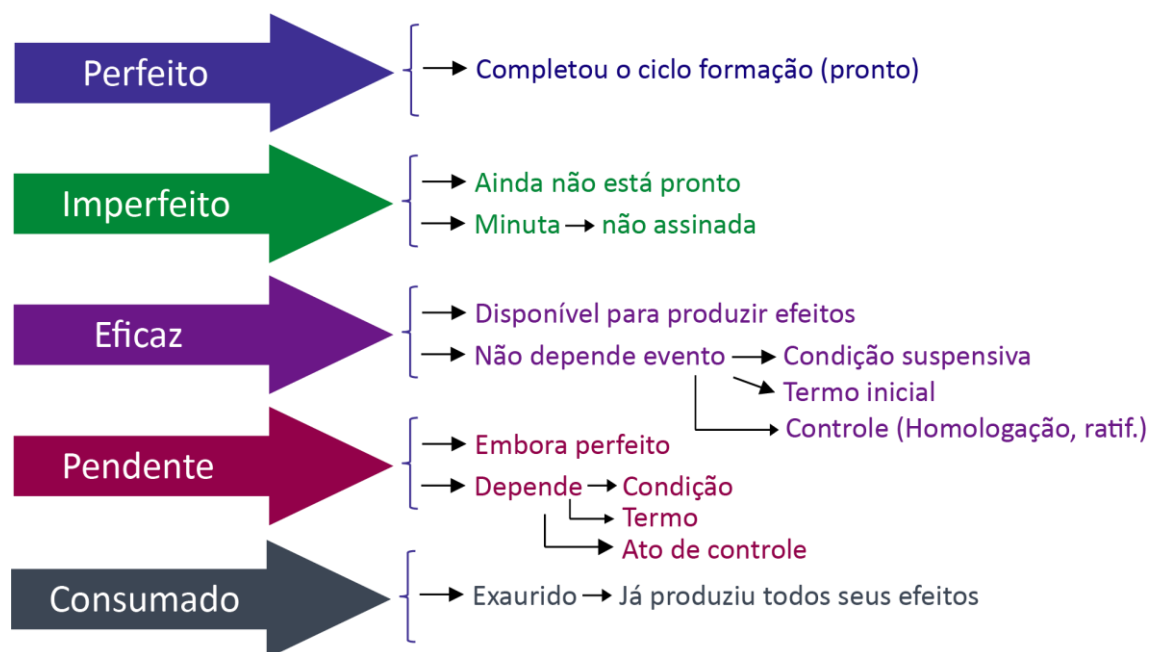 Perfeito
Completou o ciclo formação (pronto)
Imperfeito
Ainda não está pronto
Minuta → não assinada
Eficaz
Disponível para produzir efeitos
Não depende evento → Condição suspensiva
Termo inicial
Controle (Homologação, ratif.)
Pendente
Embora perfeito
Depende → Condição
Termo
Ato de controle
Consumado
Exaurido → Já produziu todos seus efeitos